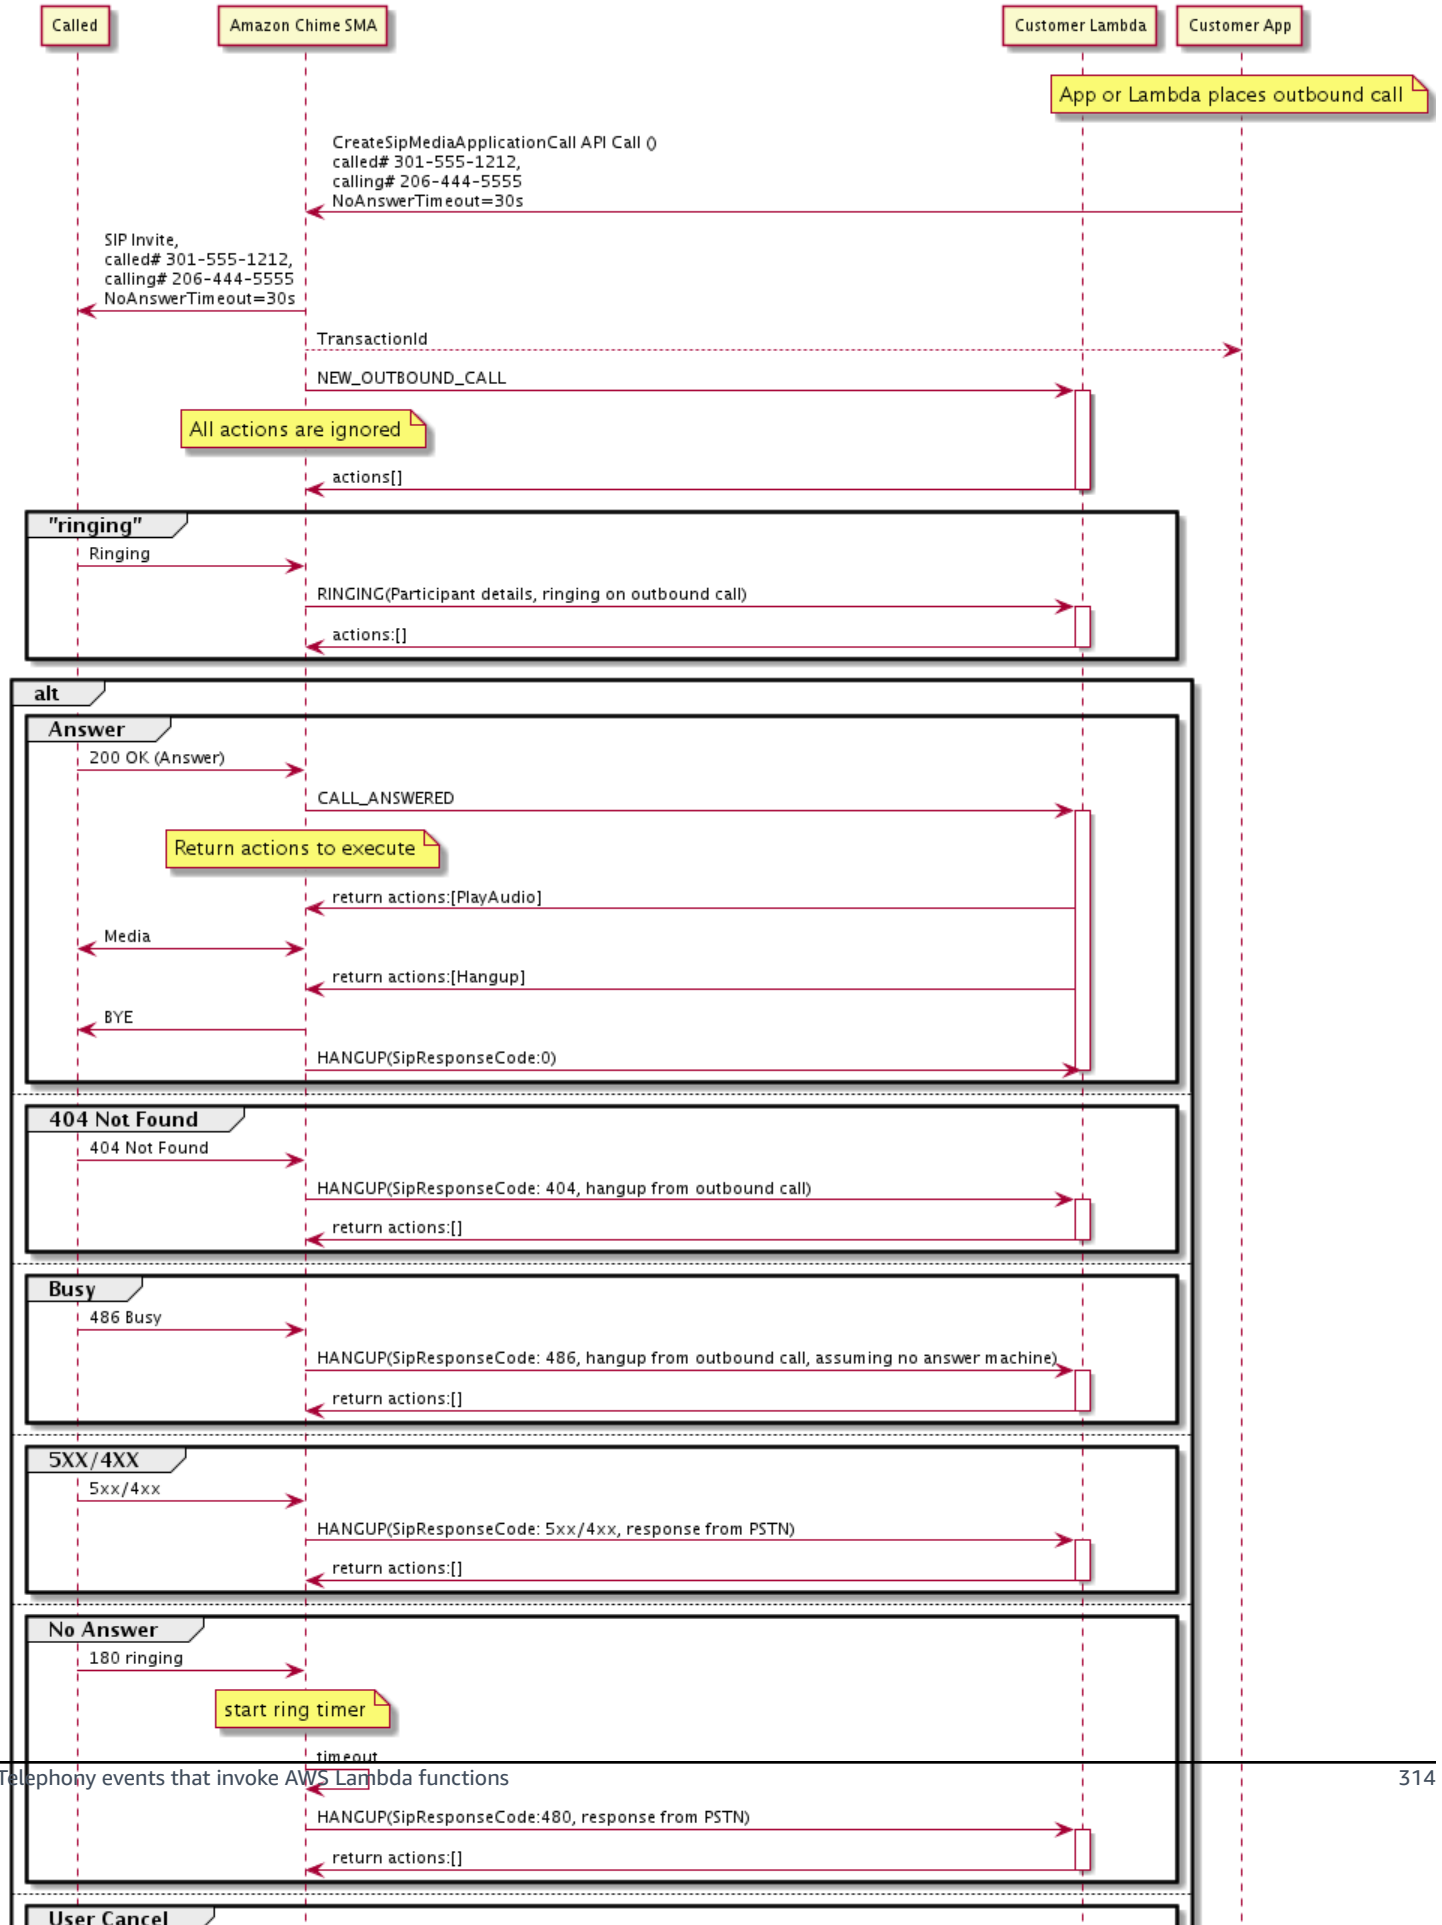 Called
Amazon Chime SMA
Customer Lambda
Customer App
App or Lambda places outbound call
CreateSipMediaApplicationCall API Call ()
called# 301-555-1212,
calling# 206-444-5555
NoAnswerTimeout=30s
SIP Invite,
called# 301-555-1212,
calling# 206-444-5555
NoAnswerTimeout=30s
TransactionId
NEW_OUTBOUND_CALL
All actions are ignored
actions[]
"ringing"
Ringing
RINGING(Participant details, ringing on outbound call)
actions:[]
alt
Answer
200 OK (Answer)
CALL_ANSWERED
Return actions to execute
return actions:[PlayAudio]
Media
return actions:[Hangup]
BYE
HANGUP(SipResponseCode:0)
404 Not Found
404 Not Found
HANGUP(SipResponseCode: 404, hangup from outbound call)
return actions:[]
Busy
486 Busy
HANGUP(SipResponseCode: 486, hangup from outbound call, assuming no answer machine)
return actions:[]
5XX/4XX
5xx/4xx
HANGUP(SipResponseCode: 5xx/4xx, response from PSTN)
return actions:[]
No Answer
180 ringing
start ring timer
timeout
Telephony events that invoke AWS Lambda functions 314
HANGUP(SipResponseCode:480, response from PSTN)
return actions:[]
User Cancel